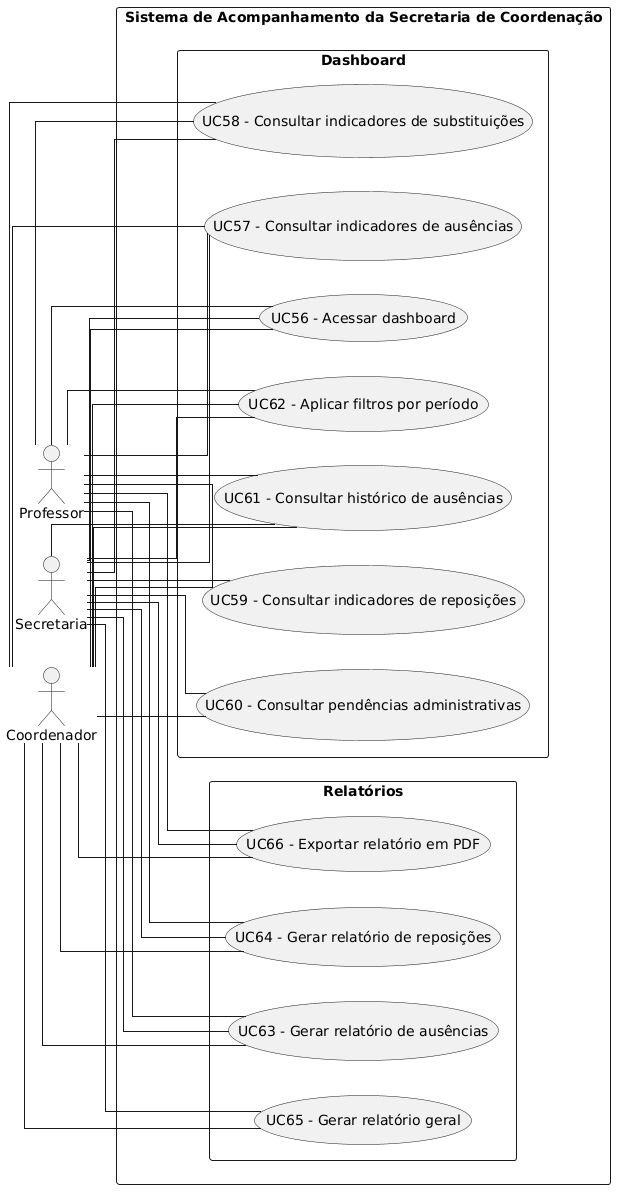 Sistema de Acompanhamento da Secretaria de Coordenação
Dashboard
UC58 - Consultar indicadores de substituições
UC57 - Consultar indicadores de ausências
UC56 - Acessar dashboard
UC62 - Aplicar filtros por período
UC61 - Consultar histórico de ausências
Professor
UC59 - Consultar indicadores de reposições
Secretaria
UC60 - Consultar pendências administrativas
Coordenador
Relatórios
UC66 - Exportar relatório em PDF
UC64 - Gerar relatório de reposições
UC63 - Gerar relatório de ausências
UC65 - Gerar relatório geral